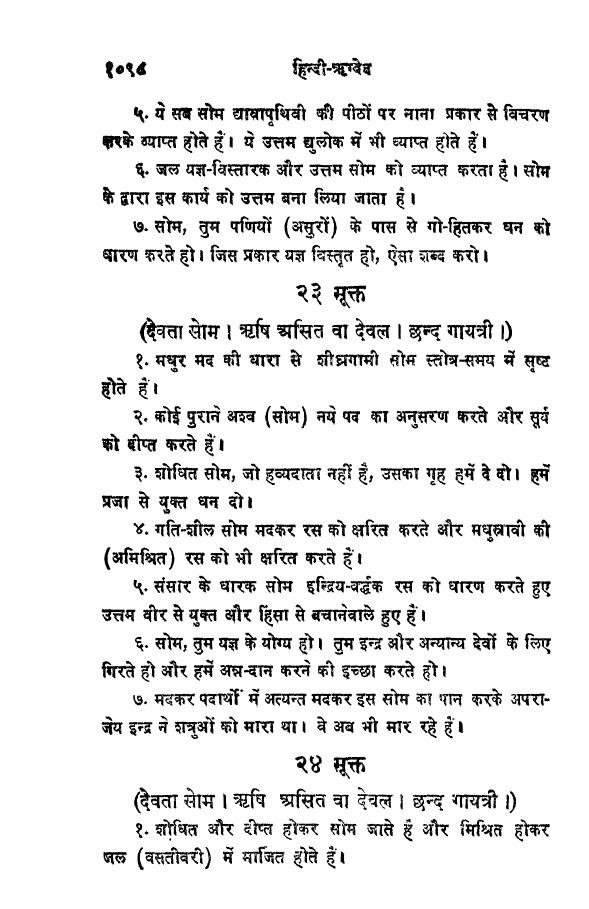 १०९८ हिन्दी-ऋग्वेद
५. ये सब सोम द्यावापृथिवी की पीठों पर नाना प्रकार से विचरण
करके व्याप्त होते हैं। ये उत्तम द्युलोक में भी व्याप्त होते हैं।
६. जल यज्ञ-विस्तारक और उत्तम सोम को व्याप्त करता है। सोम
के द्वारा इस कार्य को उत्तम बना लिया जाता है।
७. सोम, तुम पणियों (असुरों) के पास से गो-हितकर धन को
धारण करते हो। जिस प्रकार यज्ञ विस्तृत हो, ऐसा शब्द करो।
२३ सूक्त
(देवता सोम। ऋषि असित वा देवल। छन्द गायत्री।)
१. मधुर मद की धारा से शीघ्रगामी सोम स्तोत्र-समय में सृष्ट
होते हैं।
२. कोई पुराने अश्व (सोम) नये पद का अनुसरण करते और सूर्य
को दीप्त करते हैं।
३. शोधित सोम, जो हव्यदाता नहीं है, उसका गृह हमें दे दो। हमें
प्रजा से युक्त धन दो।
४. गति-शील सोम मदकर रस को क्षरित करते और मधुस्रावी की
(अमिश्रित) रस को भी क्षरित करते हैं।
५. संसार के धारक सोम इन्द्रिय-वर्द्धक रस को धारण करते हुए
उत्तम वीर से युक्त और हिंसा से बचानेवाले हुए हैं।
६. सोम, तुम यज्ञ के योग्य हो। तुम इन्द्र और अन्यान्य देवों के लिए
गिरते हो और हमें अन्न-दान करने की इच्छा करते हो।
७. मदकर पदार्थों में अत्यन्त मदकर इस सोम का पान करके अपरा-
जेय इन्द्र ने शत्रुओं को मारा था। वे अब भी मार रहे हैं।
२४ सूक्त
(देवता सोम। ऋषि असित वा देवल। छन्द गायत्री।)
१. शोधित और दीप्त होकर सोम जाते हैं और मिश्रित होकर
जल (वसतीवरी) में मार्जित होते हैं।